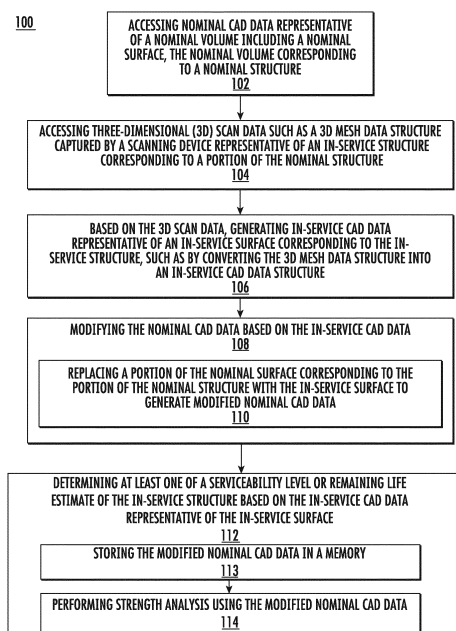 100
ACCESSING NOMINAL CAD DATA REPRESENTATIVE
OF A NOMINAL VOLUME INCLUDING A NOMINAL
SURFACE, THE NOMINAL VOLUME CORRESPONDING
TO A NOMINAL STRUCTURE
102
ACCESSING THREE-DIMENSIONAL (3D) SCAN DATA SUCH AS A 3D MESH DATA STRUCTURE
CAPTURED BY A SCANNING DEVICE REPRESENTATIVE OF AN IN-SERVICE STRUCTURE
CORRESPONDING TO A PORTION OF THE NOMINAL STRUCTURE
104
BASED ON THE 3D SCAN DATA, GENERATING IN-SERVICE CAD DATA
REPRESENTATIVE OF AN IN-SERVICE SURFACE CORRESPONDING TO THE IN-
SERVICE STRUCTURE, SUCH AS BY CONVERTING THE 3D MESH DATA STRUCTURE INTO
AN IN-SERVICE CAD DATA STRUCTURE
106
MODIFYING THE NOMINAL CAD DATA BASED ON THE IN-SERVICE CAD DATA
108
REPLACING A PORTION OF THE NOMINAL SURFACE CORRESPONDING TO THE
PORTION OF THE NOMINAL STRUCTURE WITH THE IN-SERVICE SURFACE TO
GENERATE MODIFIED NOMINAL CAD DATA
110
DETERMINING AT LEAST ONE OF A SERVICEABILITY LEVEL OR REMAINING LIFE
ESTIMATE OF THE IN-SERVICE STRUCTURE BASED ON THE IN-SERVICE CAD DATA
REPRESENTATIVE OF THE IN-SERVICE SURFACE
112
STORING THE MODIFIED NOMINAL CAD DATA IN A MEMORY
113
PERFORMING STRENGTH ANALYSIS USING THE MODIFIED NOMINAL CAD DATA
114